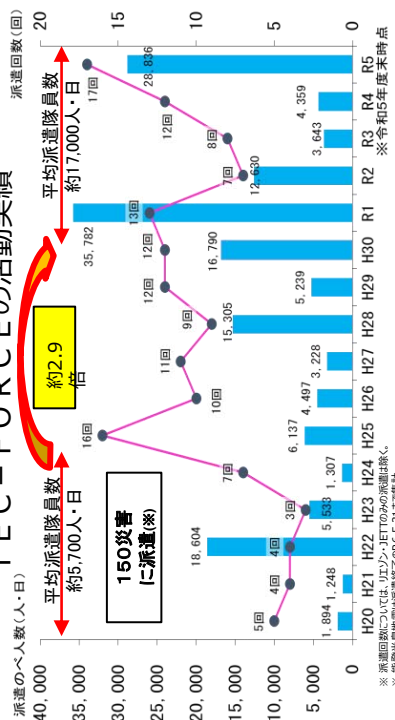 TEC－FORCEの活動実績
派遣のべ人数（人・日）
派遣回数（回）
平均派遣隊員数
約5,700人・日
約2.9
倍
平均派遣隊員数
約17,000人・日
150災害
に派遣(※)
40,000
35,000
30,000
25,000
20,000
15,000
10,000
5,000
0
20
15
10
5
0
5回
4回
4回
3回
7回
16回
10回
11回
9回
12回
12回
13回
7回
8回
12回
17回
1,894
1,248
18,604
5,533
1,307
6,137
4,497
3,228
15,305
5,239
16,790
35,782
12,630
3,643
4,359
28,836
H20 H21 H22 H23 H24 H25 H26 H27 H28 H29 H30 R1 R2 R3 R4 R5
※令和5年度末時点
※ 派遣回数については、リエゾン・JETTのみの派遣は除く。